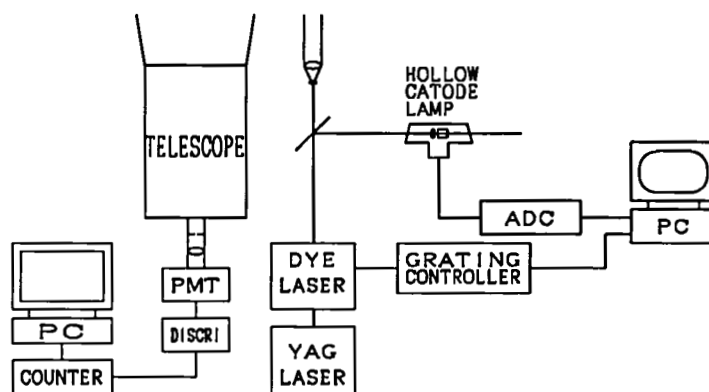 HOLLOW
CATODE
LAMP
TELESCOPE
ADC
PC
DYE
LASER
GRATING
CONTROLLER
PMT
PC
DISCRI
YAG
LASER
COUNTER